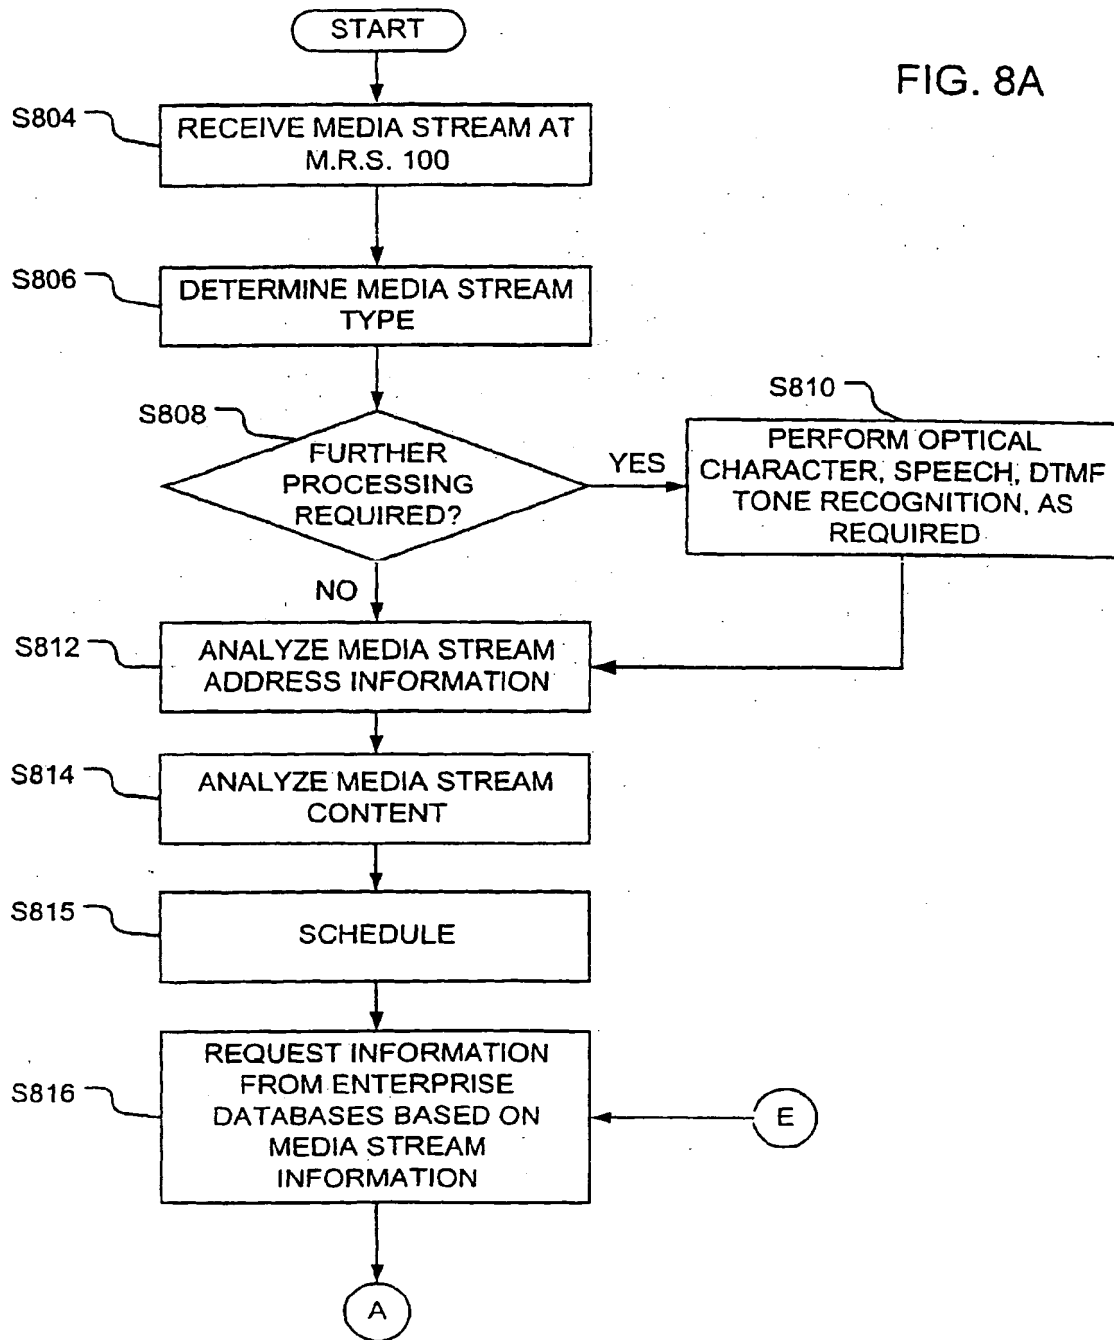 START
FIG. 8A
S804
RECEIVE MEDIA STREAM AT
M.R.S. 100
S806
DETERMINE MEDIA STREAM
TYPE
S808
FURTHER
PROCESSING
REQUIRED?
YES
S810
PERFORM OPTICAL
CHARACTER, SPEECH, DTMF
TONE RECOGNITION, AS
REQUIRED
NO
S812
ANALYZE MEDIA STREAM
ADDRESS INFORMATION
S814
ANALYZE MEDIA STREAM
CONTENT
S815
SCHEDULE
S816
REQUEST INFORMATION
FROM ENTERPRISE
DATABASES BASED ON
MEDIA STREAM
INFORMATION
E
A